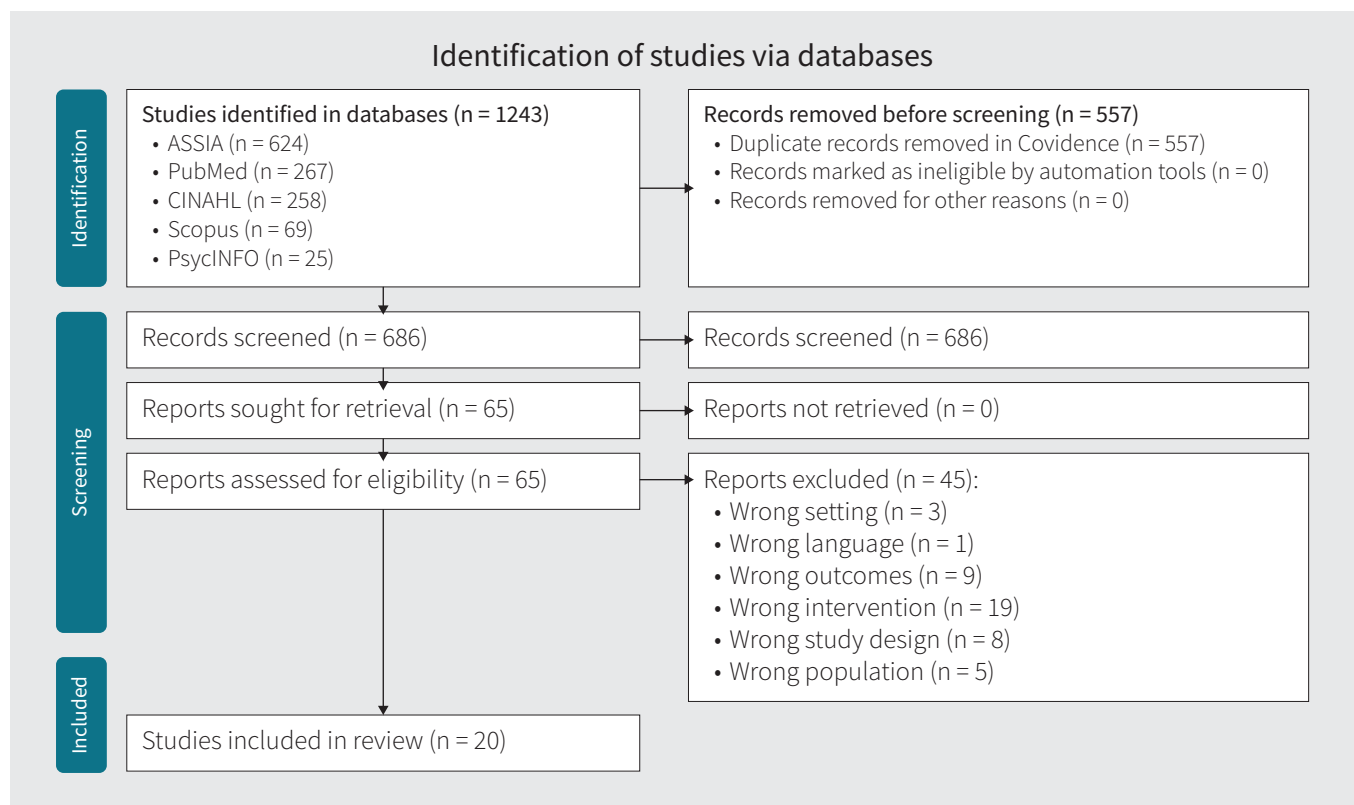 Identification of studies via databases
Identification
Studies identified in databases (n = 1243)
• ASSIA (n = 624)
• PubMed (n = 267)
• CINAHL (n = 258)
• Scopus (n = 69)
• PsycINFO (n = 25)
Records removed before screening (n = 557)
• Duplicate records removed in Covidence (n = 557)
• Records marked as ineligible by automation tools (n = 0)
• Records removed for other reasons (n = 0)
Screening
Records screened (n = 686)
Records screened (n = 686)
Reports sought for retrieval (n = 65)
Reports not retrieved (n = 0)
Reports assessed for eligibility (n = 65)
Reports excluded (n = 45):
• Wrong setting (n = 3)
• Wrong language (n = 1)
• Wrong outcomes (n = 9)
• Wrong intervention (n = 19)
• Wrong study design (n = 8)
• Wrong population (n = 5)
Included
Studies included in review (n = 20)